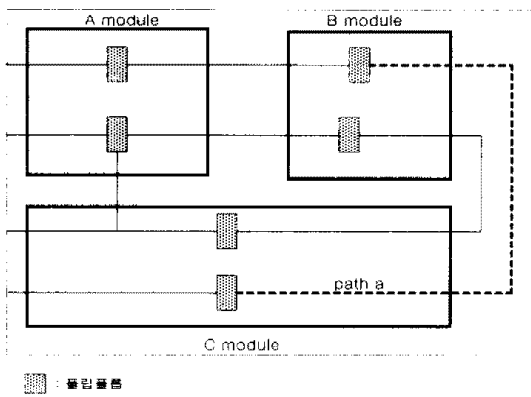 A module
B module
path a
C module
: 플립플롭